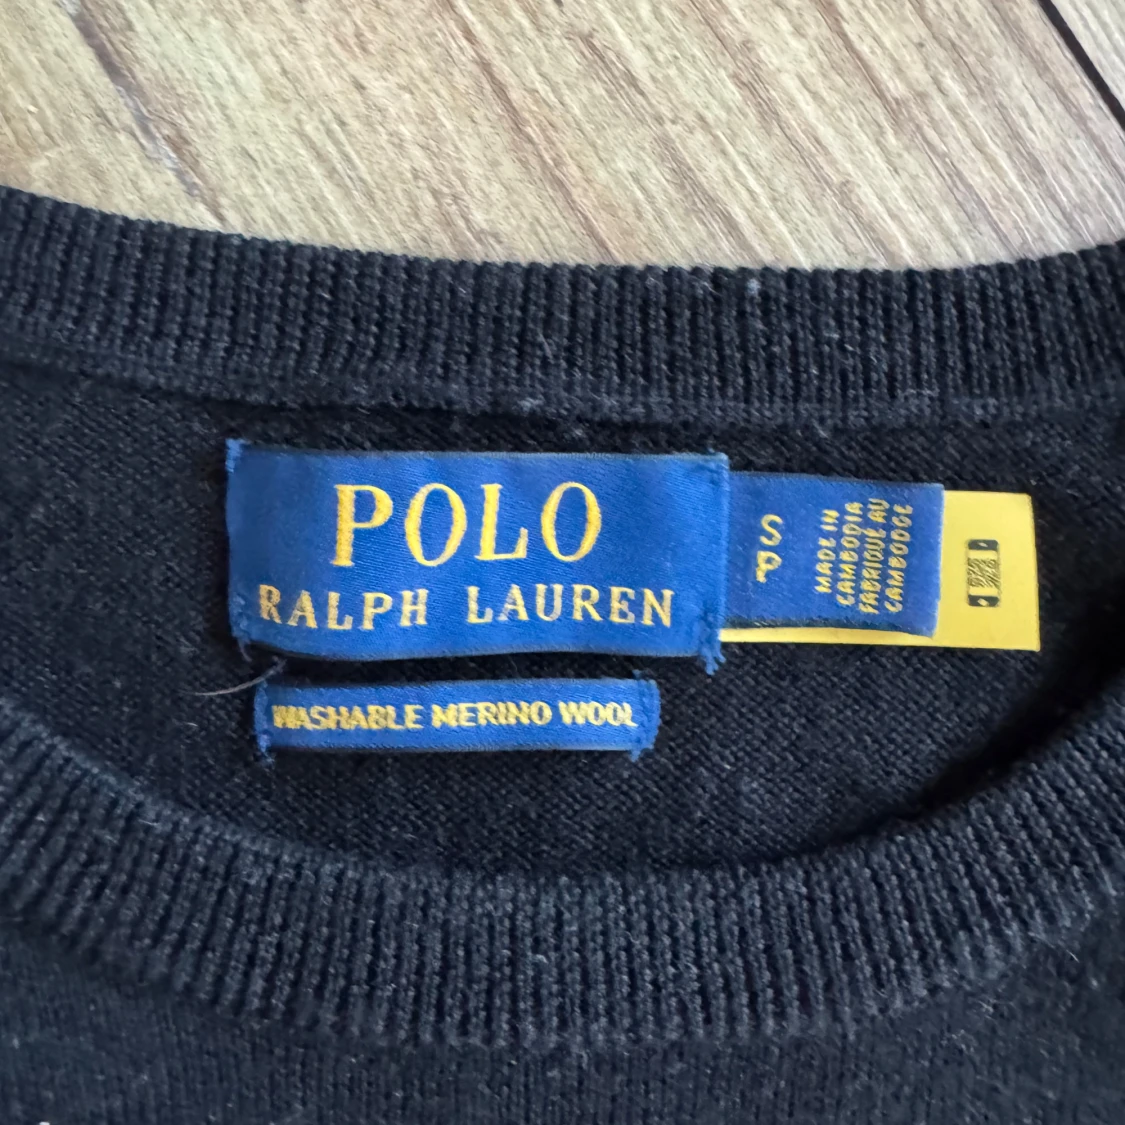 POLO
RALPH LAUREN
S
P
MADE IN
CAMBODIA
FABRIQUÉ AU
CAMBODGE
WASHABLE MERINO WOOL